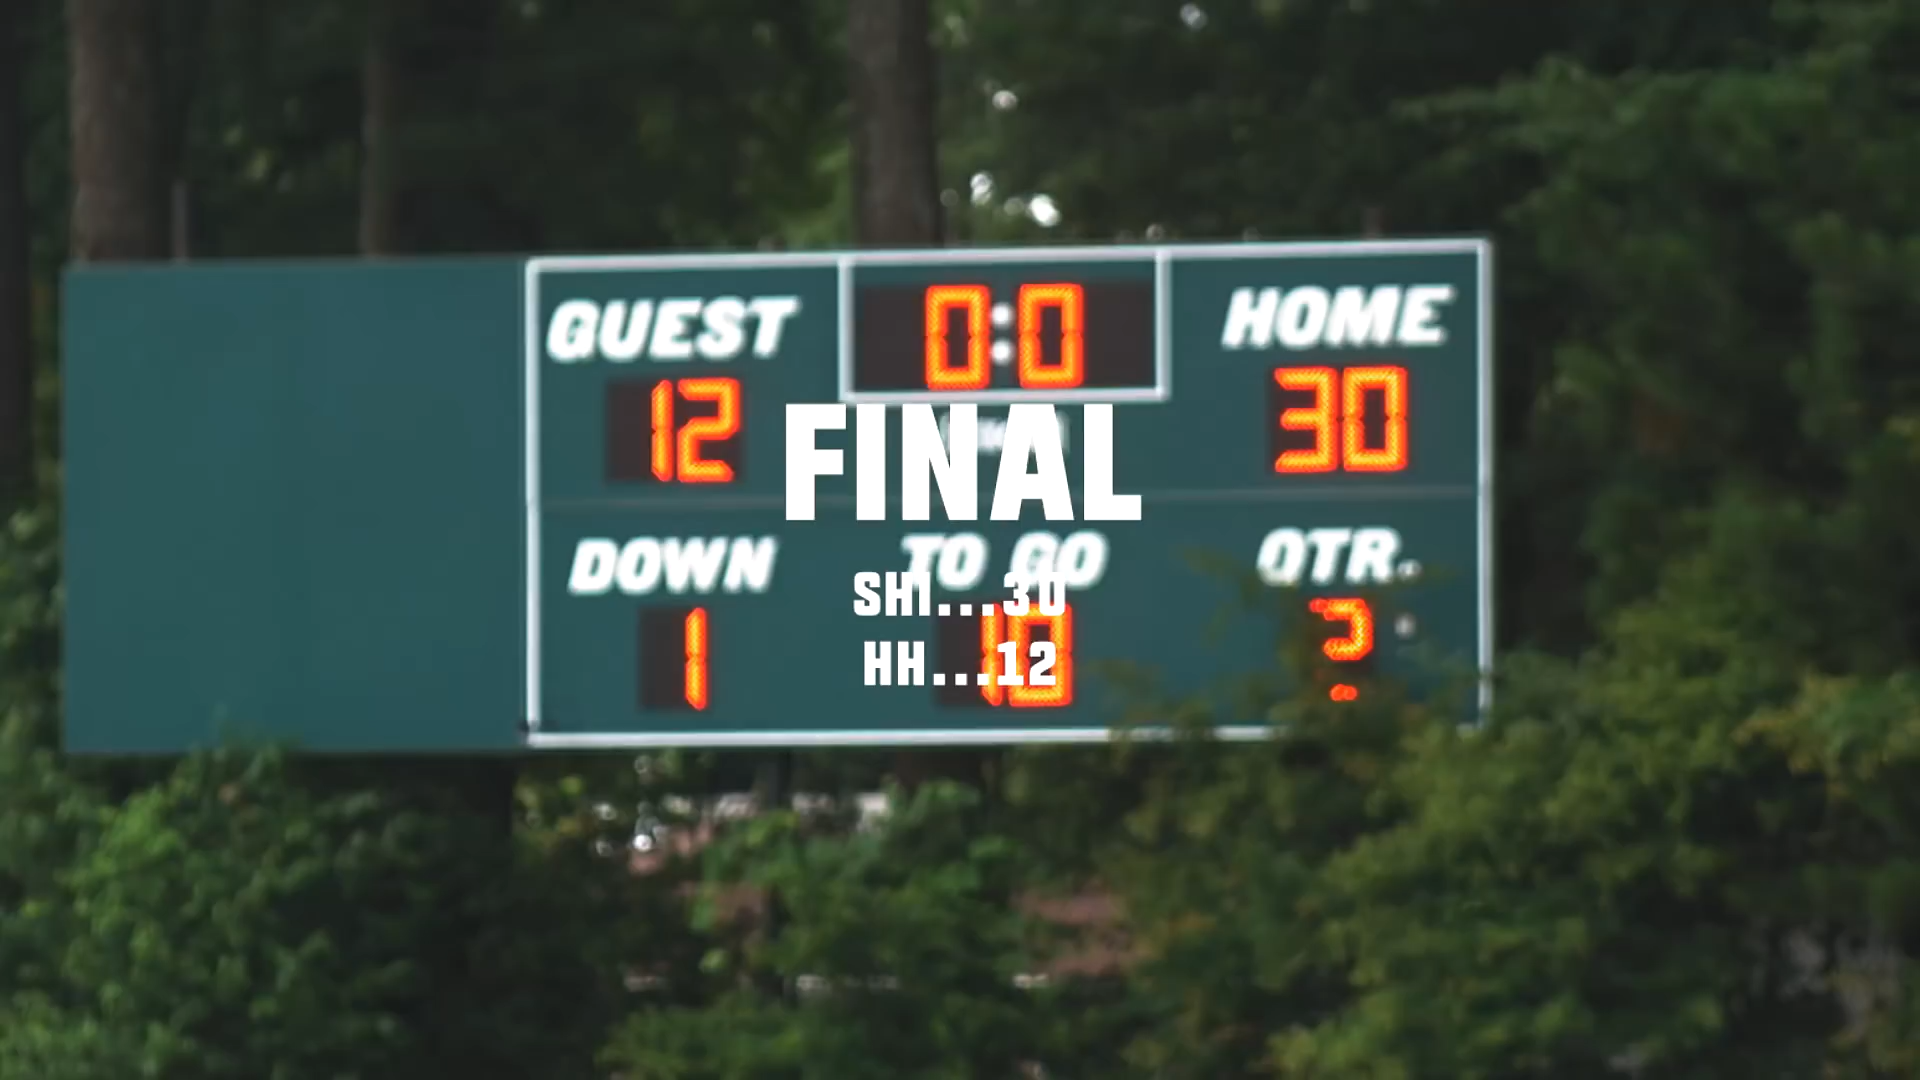 GUEST 0:0 HOME
12 30
FINAL
DOWN TO GO QTR.
SHI...30
HH...12
1 10